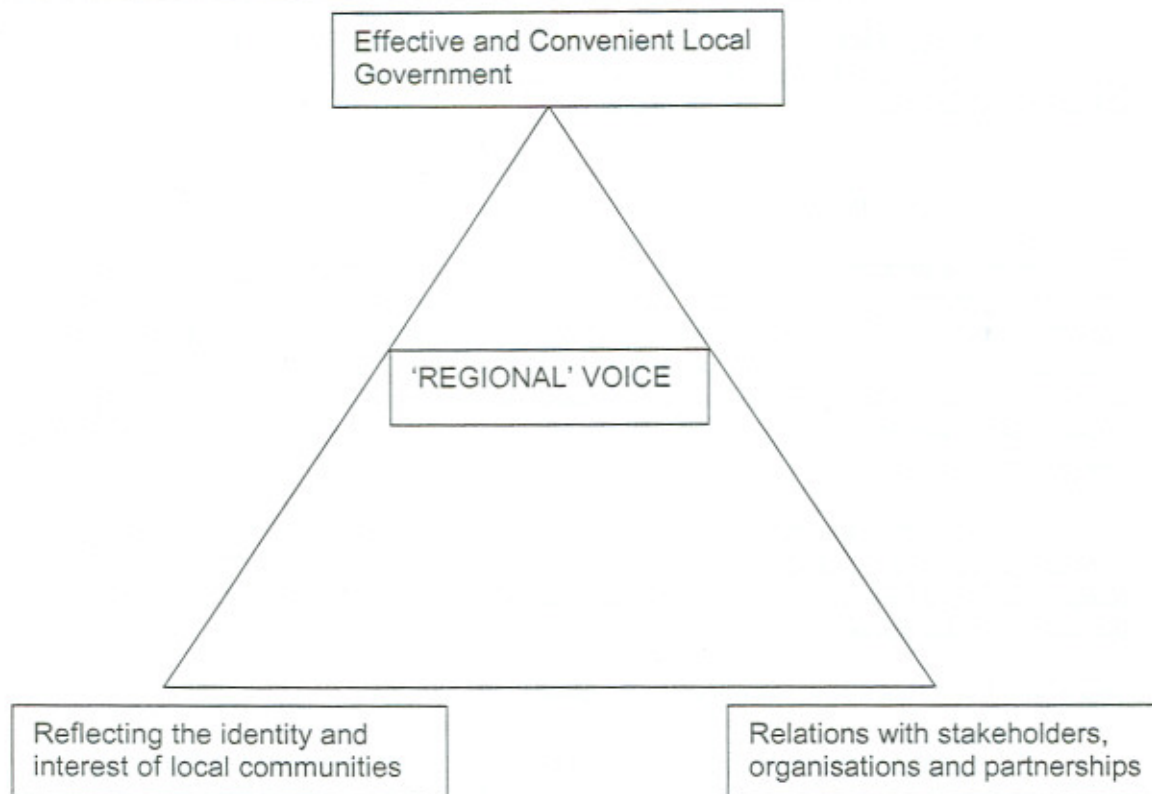 Effective and Convenient Local
Government
‘REGIONAL’ VOICE
Reflecting the identity and
interest of local communities
Relations with stakeholders,
organisations and partnerships